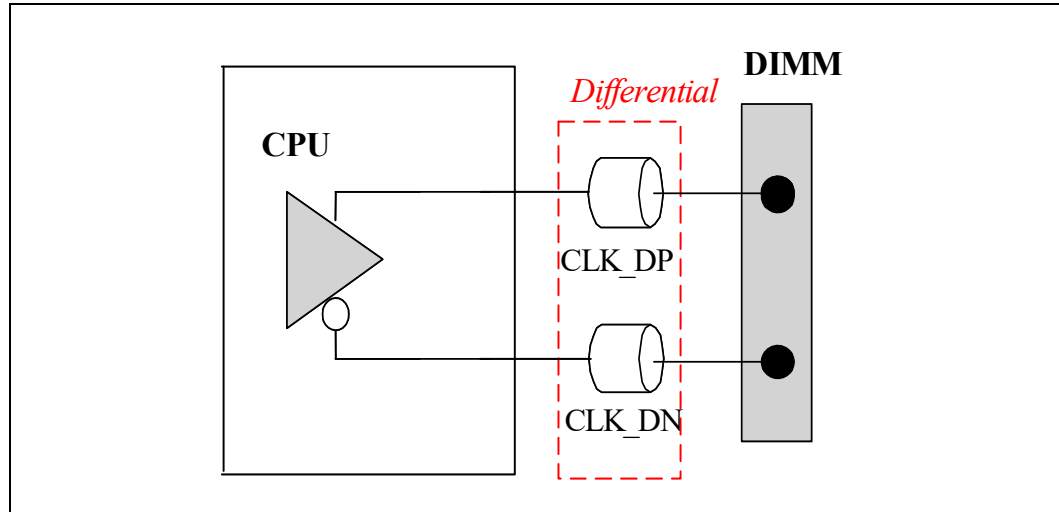 DIMM
Differential
CPU
CLK_DP
CLK_DN